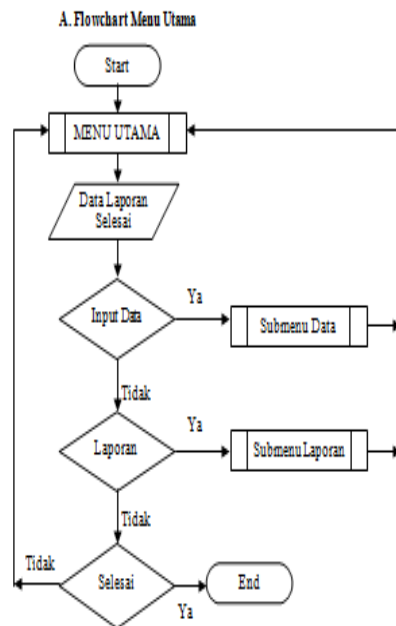 A. Flowchart Menu Utama
Start
MENU UTAMA
Data Laporan
Selesai
Input Data
Ya
Submenu Data
Tidak
Laporan
Ya
Submenu Laporan
Tidak
Selesai
Tidak
Ya
End